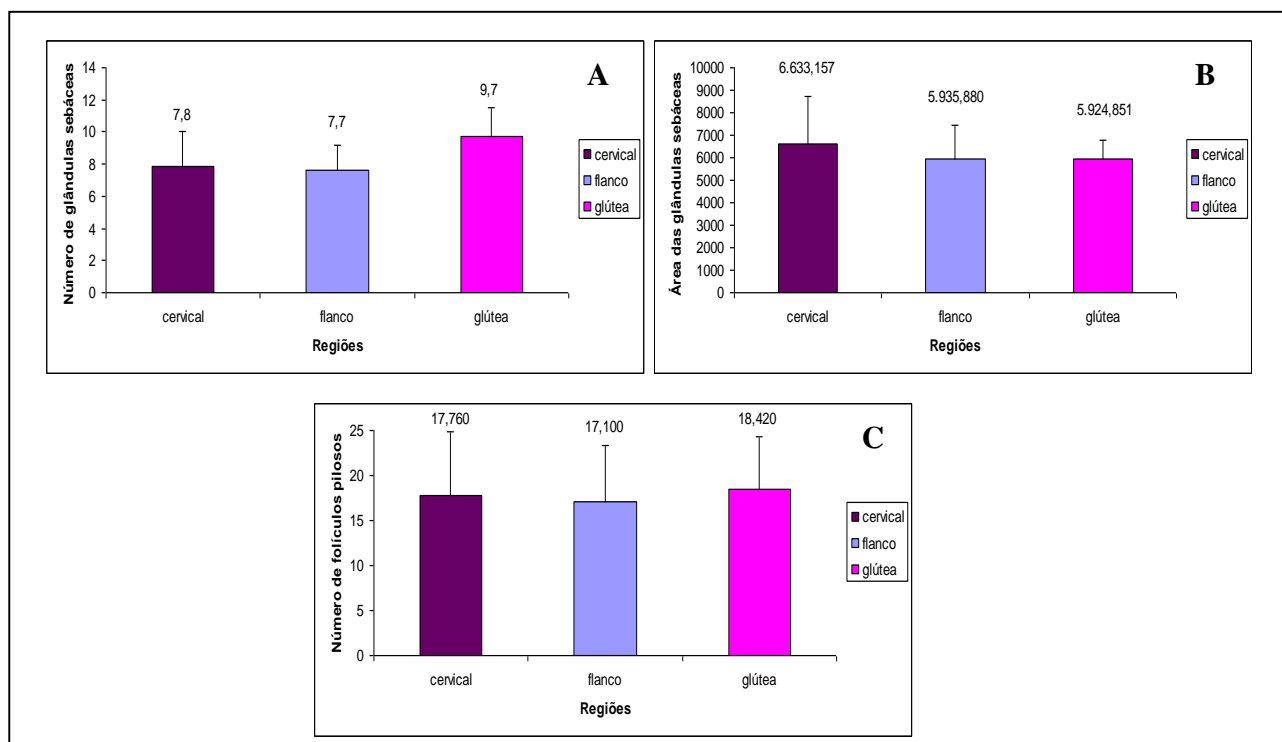 A
Número de glândulas sebáceas
14
12
10
8
6
4
2
0
7,8
7,7
9,7
cervical
flanco
glútea
Regiões
cervical
flanco
glútea
B
Área das glândulas sebáceas
10000
9000
8000
7000
6000
5000
4000
3000
2000
1000
0
6.633,157
5.935,880
5.924,851
cervical
flanco
glútea
Regiões
cervical
flanco
glútea
C
Número de folículos pilosos
25
20
15
10
5
0
17,760
17,100
18,420
cervical
flanco
glútea
Regiões
cervical
flanco
glútea